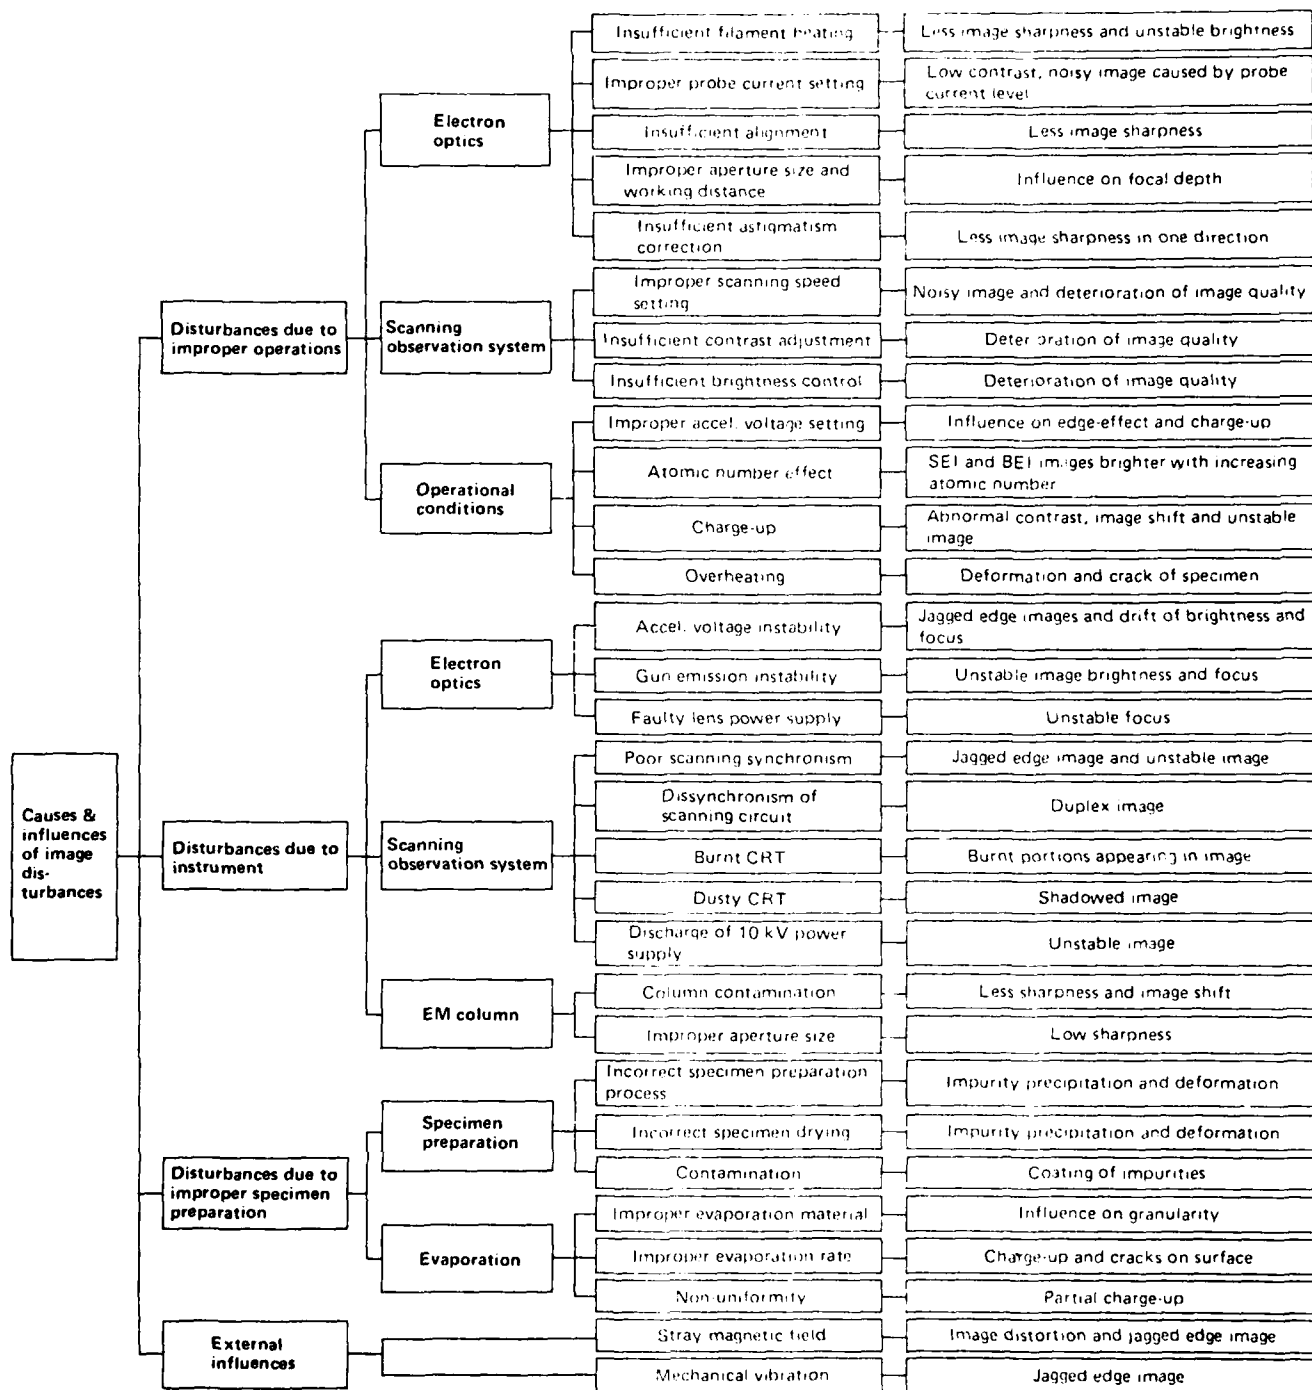 Causes &
influences
of image
dis-
turbances
Disturbances due to
improper operations
Electron
optics
Insufficient filament heating
Less image sharpness and unstable brightness
Improper probe current setting
Low contrast, noisy image caused by probe
current level
Insufficient alignment
Less image sharpness
Improper aperture size and
working distance
Influence on focal depth
Insufficient astigmatism
correction
Less image sharpness in one direction
Scanning
observation system
Improper scanning speed
setting
Noisy image and deterioration of image quality
Insufficient contrast adjustment
Deterioration of image quality
Insufficient brightness control
Deterioration of image quality
Operational
conditions
Improper accel. voltage setting
Influence on edge-effect and charge-up
Atomic number effect
SEI and BEI images brighter with increasing
atomic number
Charge-up
Abnormal contrast, image shift and unstable
image
Overheating
Deformation and crack of specimen
Disturbances due to
instrument
Electron
optics
Accel. voltage instability
Jagged edge images and drift of brightness and
focus
Gun emission instability
Unstable image brightness and focus
Faulty lens power supply
Unstable focus
Scanning
observation system
Poor scanning synchronism
Jagged edge image and unstable image
Dissynchronism of
scanning circuit
Duplex image
Burnt CRT
Burnt portions appearing in image
Dusty CRT
Shadowed image
Discharge of 10 kV power
supply
Unstable image
EM column
Column contamination
Less sharpness and image shift
Improper aperture size
Low sharpness
Disturbances due to
improper specimen
preparation
Specimen
preparation
Incorrect specimen preparation
process
Impurity precipitation and deformation
Incorrect specimen drying
Impurity precipitation and deformation
Contamination
Coating of impurities
Evaporation
Improper evaporation material
Influence on granularity
Improper evaporation rate
Charge-up and cracks on surface
Non-uniformity
Partial charge-up
External
influences
Stray magnetic field
Image distortion and jagged edge image
Mechanical vibration
Jagged edge image